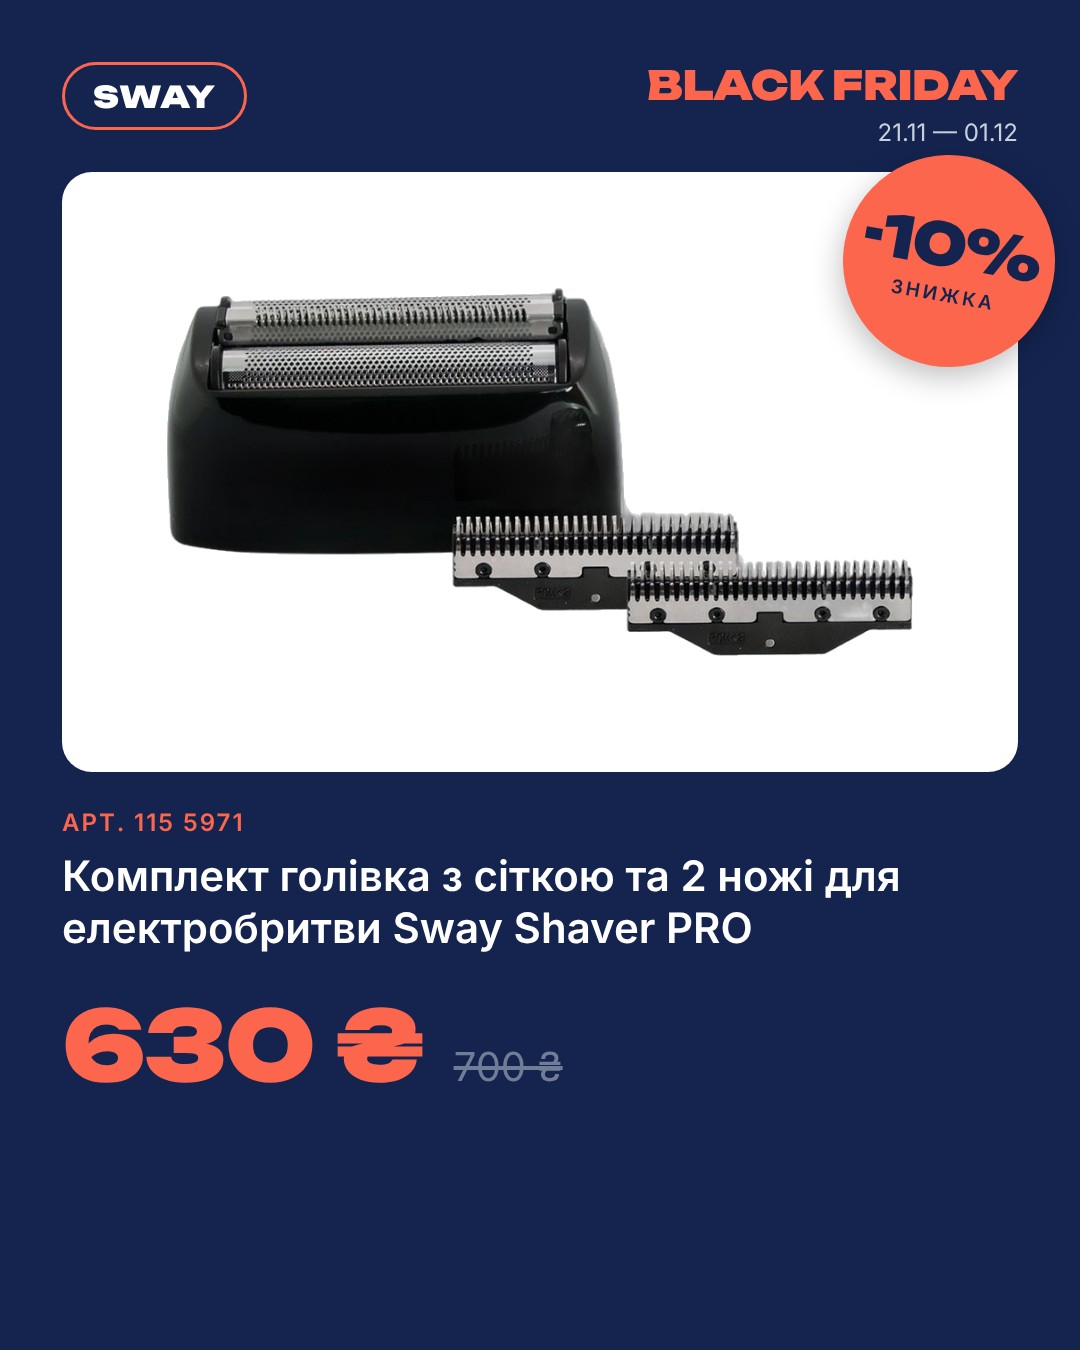 SWAY
BLACK FRIDAY
21.11 — 01.12
-10%
ЗНИЖКА
АРТ. 115 5971
Комплект голівка з сіткою та 2 ножі для
електробритви Sway Shaver PRO
630 ₴ 700 ₴